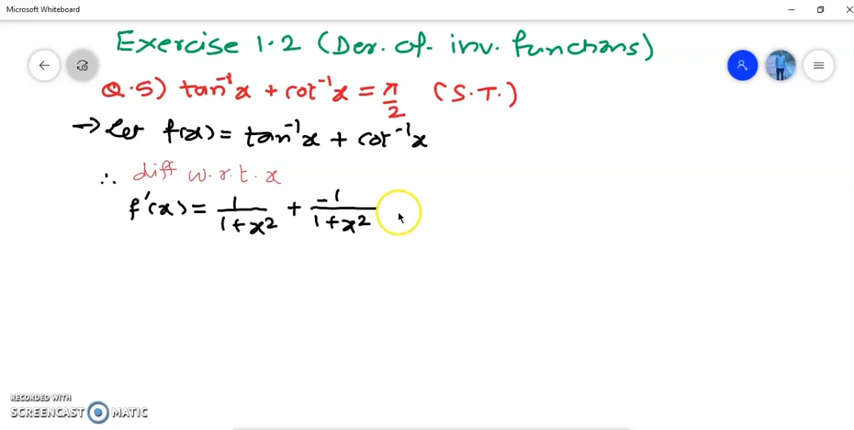 Microsoft Whiteboard
Exercise 1.2 (Der. of. inv. functions)
Q.5) tan⁻¹x + cot⁻¹x = π/2 (S.T.)
→ Let f(x) = tan⁻¹x + cot⁻¹x
∴ diff w.r.t. x
f'(x) = 1/(1+x²) + -1/(1+x²)
RECORDED WITH
SCREENCAST MATIC